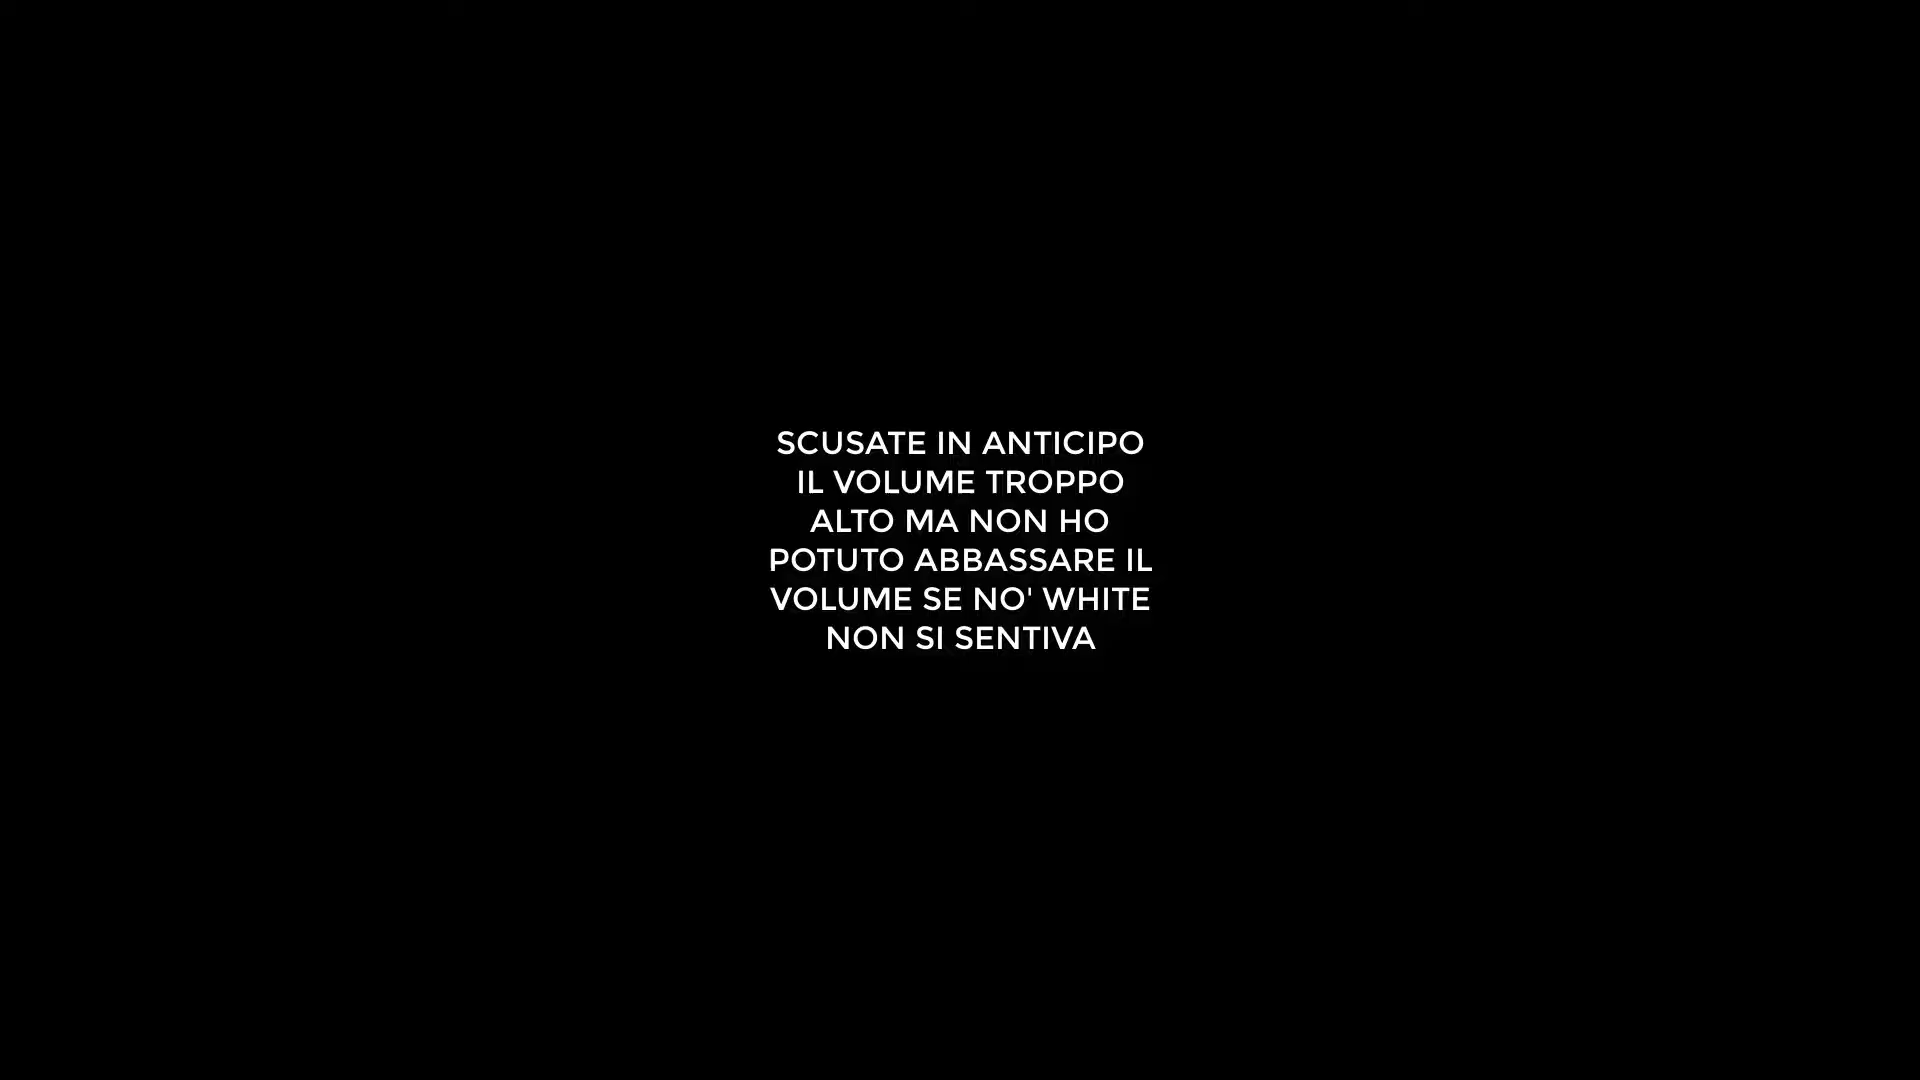 SCUSATE IN ANTICIPO
IL VOLUME TROPPO
ALTO MA NON HO
POTUTO ABBASSARE IL
VOLUME SE NO' WHITE
NON SI SENTIVA